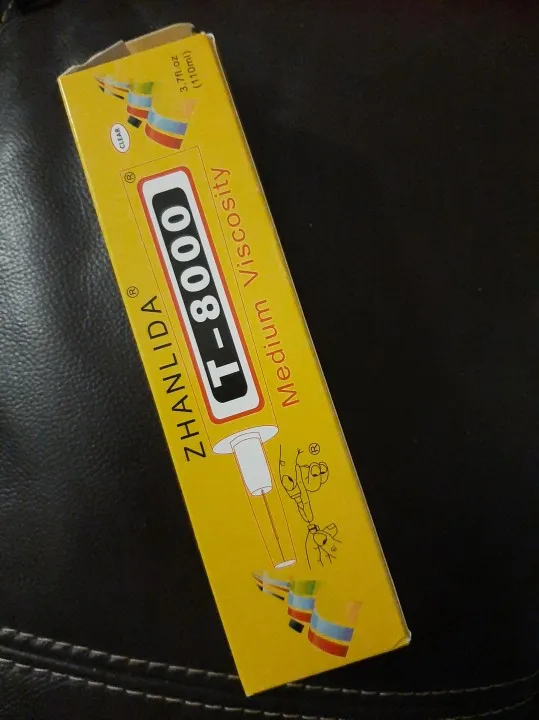 3.7fl.oz
(110ml)
CLEAR
ZHANLIDA®
T-8000
®
Medium Viscosity
®